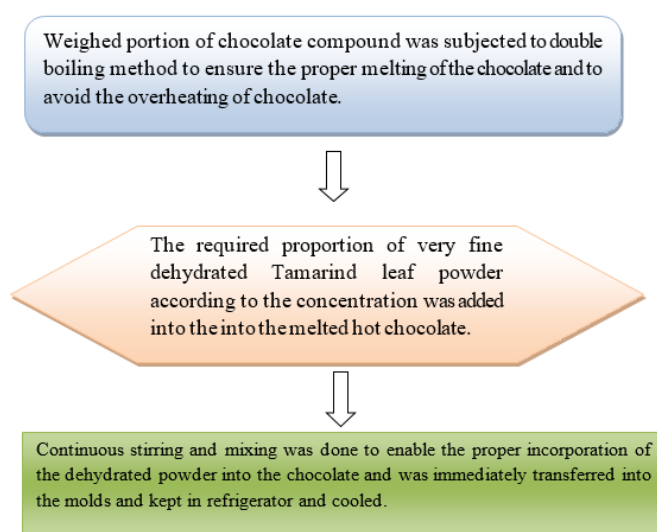 Weighed portion of chocolate compound was subjected to double
boiling method to ensure the proper melting of the chocolate and to
avoid the overheating of chocolate.
The required proportion of very fine
dehydrated Tamarind leaf powder
according to the concentration was added
into the into the melted hot chocolate.
Continuous stirring and mixing was done to enable the proper incorporation of
the dehydrated powder into the chocolate and was immediately transferred into
the molds and kept in refrigerator and cooled.